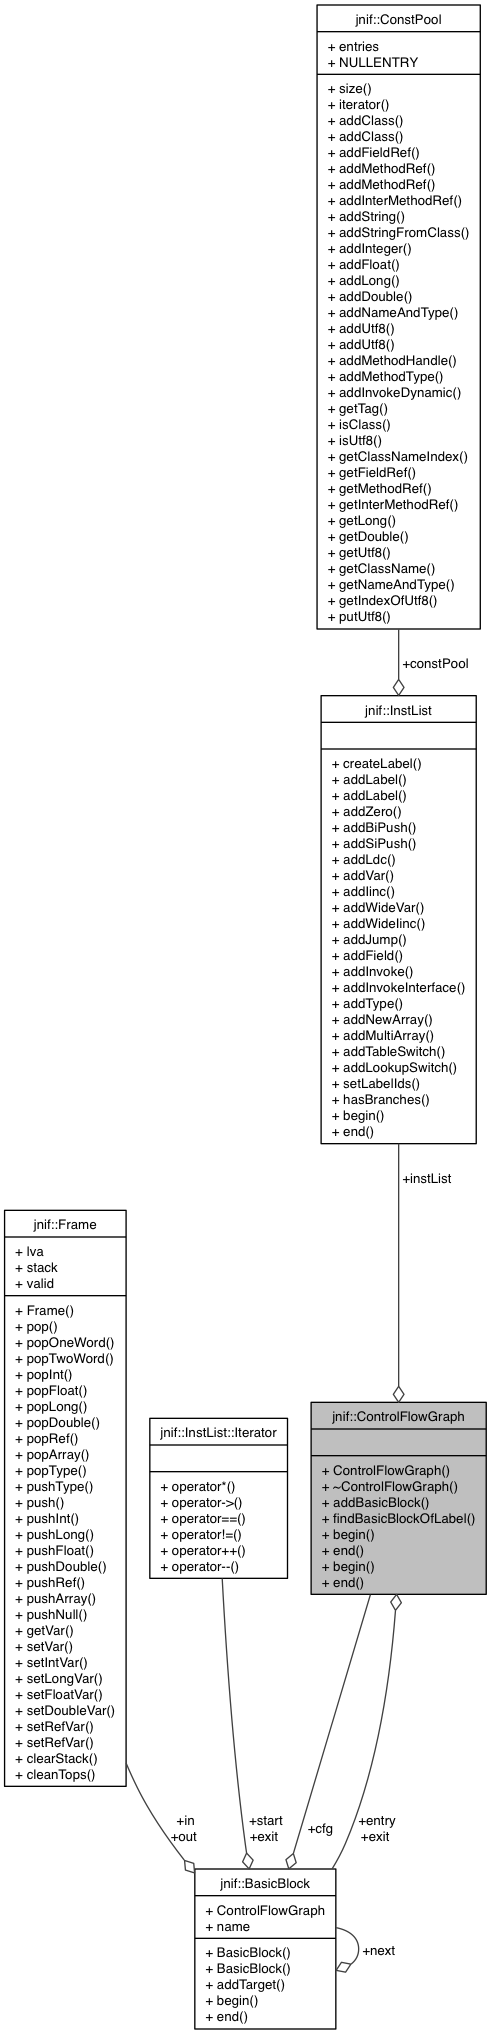 jnif::ConstPool
+ entries
+ NULLENTRY
+ size()
+ iterator()
+ addClass()
+ addClass()
+ addFieldRef()
+ addMethodRef()
+ addMethodRef()
+ addInterMethodRef()
+ addString()
+ addStringFromClass()
+ addInteger()
+ addFloat()
+ addLong()
+ addDouble()
+ addNameAndType()
+ addUtf8()
+ addUtf8()
+ addMethodHandle()
+ addMethodType()
+ addInvokeDynamic()
+ getTag()
+ isClass()
+ isUtf8()
+ getClassNameIndex()
+ getFieldRef()
+ getMethodRef()
+ getInterMethodRef()
+ getLong()
+ getDouble()
+ getUtf8()
+ getClassName()
+ getNameAndType()
+ getIndexOfUtf8()
+ putUtf8()
+constPool
jnif::InstList
+ createLabel()
+ addLabel()
+ addLabel()
+ addZero()
+ addBiPush()
+ addSiPush()
+ addLdc()
+ addVar()
+ addIinc()
+ addWideVar()
+ addWideIinc()
+ addJump()
+ addField()
+ addInvoke()
+ addInvokeInterface()
+ addType()
+ addNewArray()
+ addMultiArray()
+ addTableSwitch()
+ addLookupSwitch()
+ setLabelIds()
+ hasBranches()
+ begin()
+ end()
+instList
jnif::Frame
+ lva
+ stack
+ valid
+ Frame()
+ pop()
+ popOneWord()
+ popTwoWord()
+ popInt()
+ popFloat()
+ popLong()
+ popDouble()
+ popRef()
+ popArray()
+ popType()
+ pushType()
+ push()
+ pushInt()
+ pushLong()
+ pushFloat()
+ pushDouble()
+ pushRef()
+ pushArray()
+ pushNull()
+ getVar()
+ setVar()
+ setIntVar()
+ setLongVar()
+ setFloatVar()
+ setDoubleVar()
+ setRefVar()
+ setRefVar()
+ clearStack()
+ cleanTops()
jnif::InstList::Iterator
+ operator*()
+ operator->()
+ operator==()
+ operator!=()
+ operator++()
+ operator--()
jnif::ControlFlowGraph
+ ControlFlowGraph()
+ ~ControlFlowGraph()
+ addBasicBlock()
+ findBasicBlockOfLabel()
+ begin()
+ end()
+ begin()
+ end()
+in
+out
+start
+exit
+cfg
+entry
+exit
jnif::BasicBlock
+ ControlFlowGraph
+ name
+ BasicBlock()
+ BasicBlock()
+ addTarget()
+ begin()
+ end()
+next